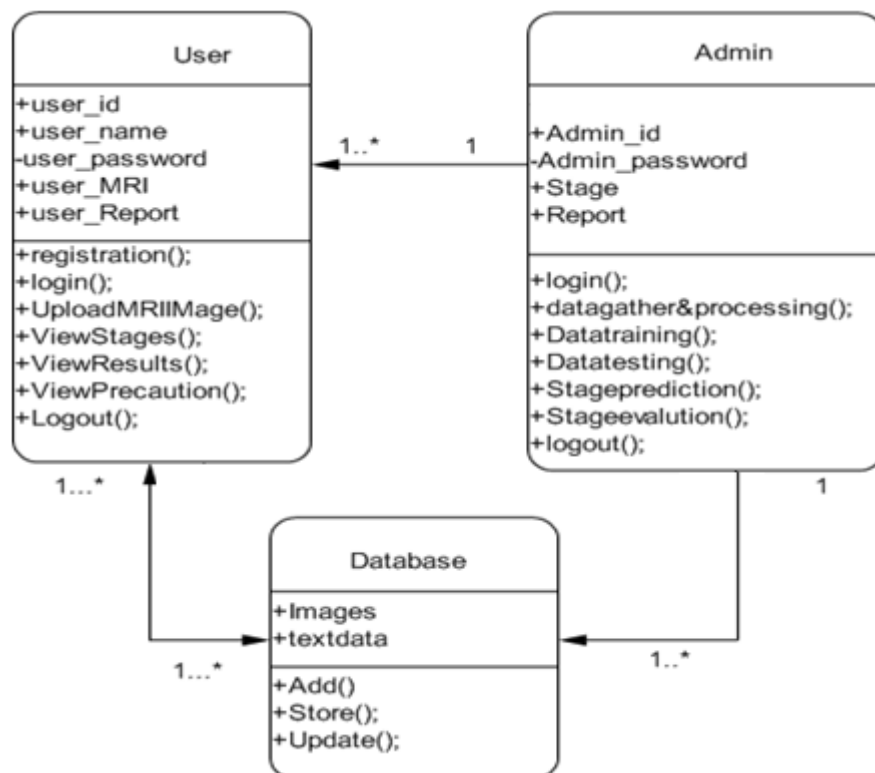 User
+user_id
+user_name
-user_password
+user_MRI
+user_Report
+registration();
+login();
+UploadMRIIMage();
+ViewStages();
+ViewResults();
+ViewPrecaution();
+Logout();
1..*
1
Admin
+Admin_id
-Admin_password
+Stage
+Report
+login();
+datagather&processing();
+Datatraining();
+Datatesting();
+Stageprediction();
+Stageevalution();
+logout();
1...*
1
Database
+Images
+textdata
+Add()
+Store();
+Update();
1...*
1..*